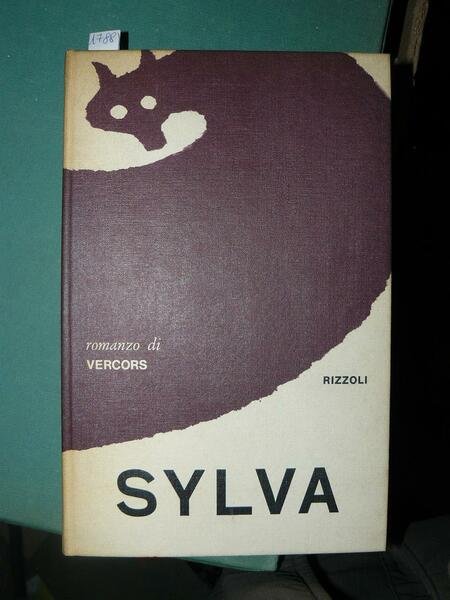 1788
romanzo di
VERCORS
RIZZOLI
SYLVA